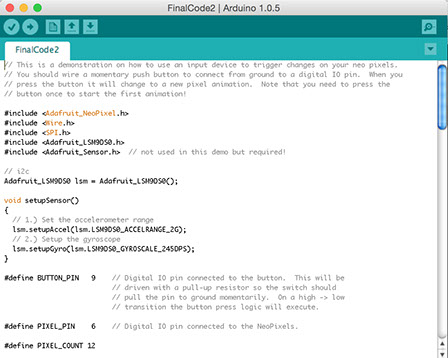 FinalCode2 | Arduino 1.0.5
FinalCode2
// This is a demonstration on how to use an input device to trigger changes on your neo pixels.
// You should wire a momentary push button to connect from ground to a digital IO pin.  When you
// press the button it will change to a new pixel animation.  Note that you need to press the
// button once to start the first animation!
#include <Adafruit_NeoPixel.h>
#include <Wire.h>
#include <SPI.h>
#include <Adafruit_LSM9DS0.h>
#include <Adafruit_Sensor.h>  // not used in this demo but required!
// i2c
Adafruit_LSM9DS0 lsm = Adafruit_LSM9DS0();
void setupSensor()
{
  // 1.) Set the accelerometer range
  lsm.setupAccel(lsm.LSM9DS0_ACCELRANGE_2G);
  // 2.) Setup the gyroscope
  lsm.setupGyro(lsm.LSM9DS0_GYROSCALE_245DPS);
}
#define BUTTON_PIN   9    // Digital IO pin connected to the button.  This will be
                          // driven with a pull-up resistor so the switch should
                          // pull the pin to ground momentarily.  On a high -> low
                          // transition the button press logic will execute.
#define PIXEL_PIN    6    // Digital IO pin connected to the NeoPixels.
#define PIXEL_COUNT 12